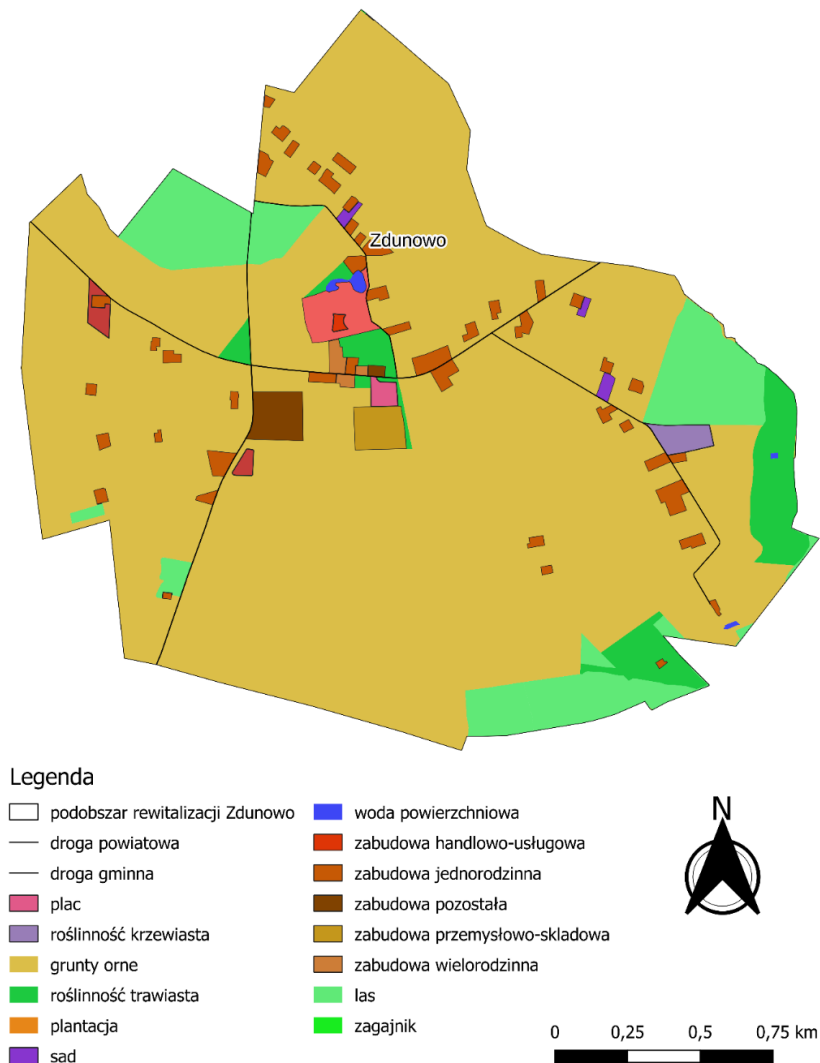 Zdunowo
Legenda
podobszar rewitalizacji Zdunowo
droga powiatowa
droga gminna
plac
roślinność krzewiasta
grunty orne
roślinność trawiasta
plantacja
sad
woda powierzchniowa
zabudowa handlowo-usługowa
zabudowa jednorodzinna
zabudowa pozostała
zabudowa przemysłowo-skladowa
zabudowa wielorodzinna
las
zagajnik
N
0 0,25 0,5 0,75 km